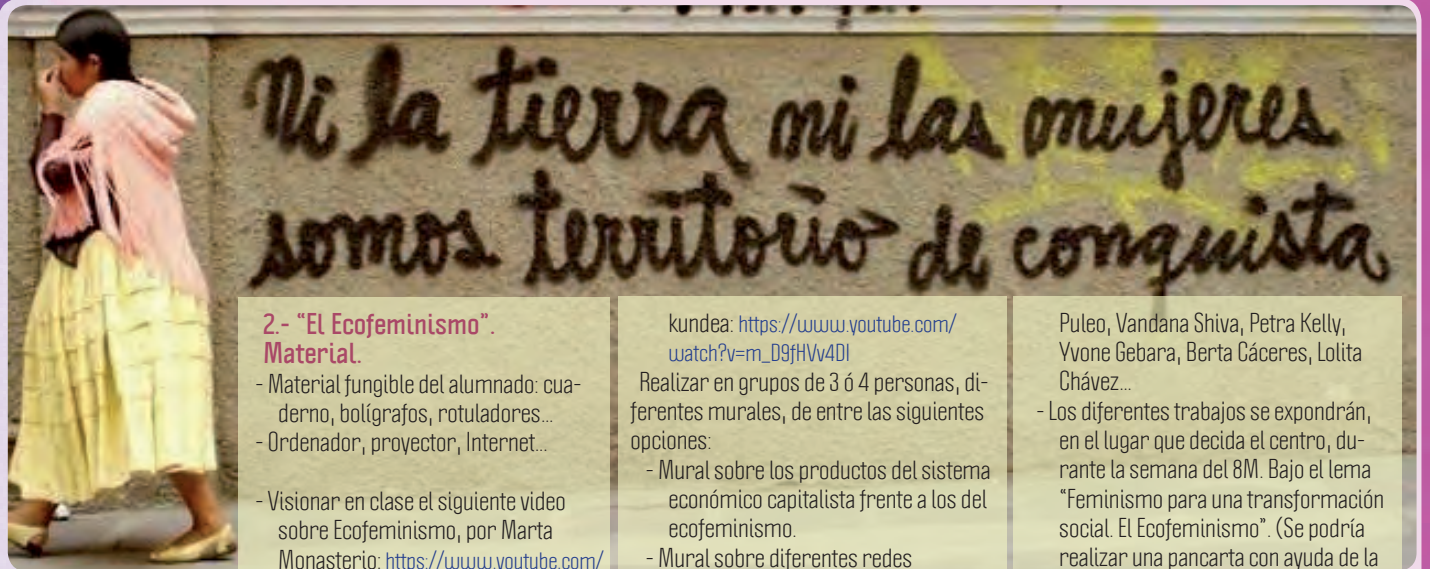 Ni la tierra ni las mujeres
somos territorio de conquista
2.- “El Ecofeminismo”.
Material.
- Material fungible del alumnado: cua-
derno, bolígrafos, rotuladores...
- Ordenador, proyector, Internet...
- Visionar en clase el siguiente video
sobre Ecofeminismo, por Marta
Monasterio: https://www.youtube.com/
kundea: https://www.youtube.com/
watch?v=m_D9fHVv4DI
Realizar en grupos de 3 ó 4 personas, di-
ferentes murales, de entre las siguientes
opciones:
- Mural sobre los productos del sistema
económico capitalista frente a los del
ecofeminismo.
- Mural sobre diferentes redes
Puleo, Vandana Shiva, Petra Kelly,
Yvone Gebara, Berta Cáceres, Lolita
Chávez...
- Los diferentes trabajos se expondrán,
en el lugar que decida el centro, du-
rante la semana del 8M. Bajo el lema
“Feminismo para una transformación
social. El Ecofeminismo”. (Se podría
realizar una pancarta con ayuda de la